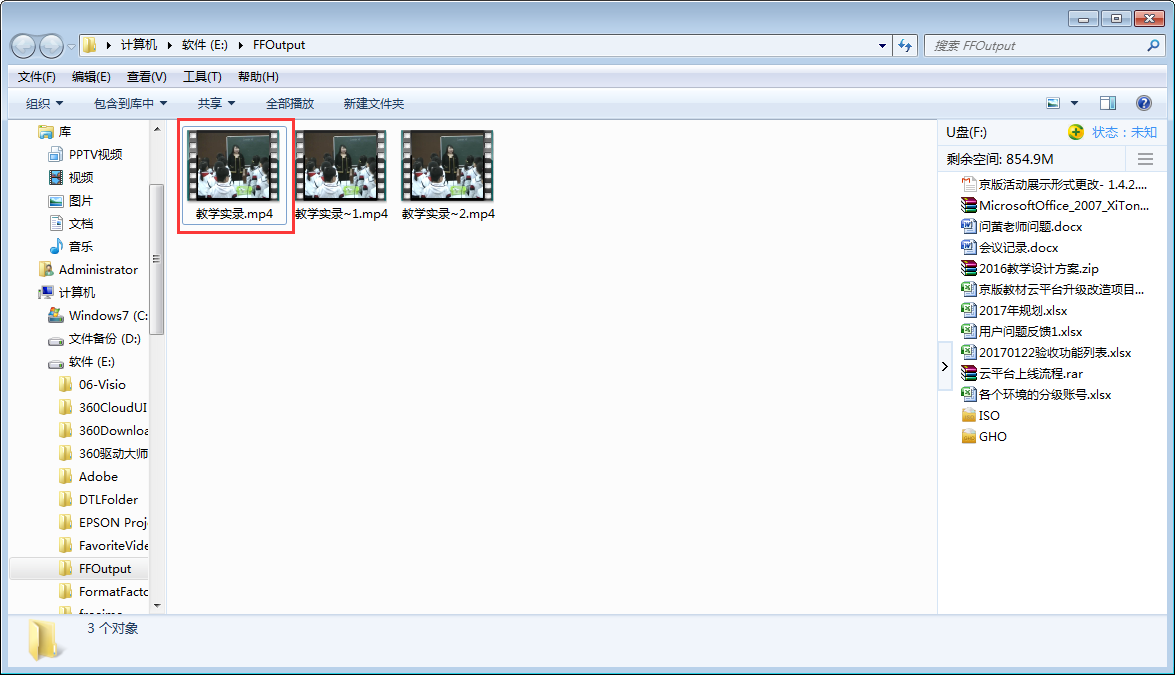 计算机 软件 (E:) FFOutput
搜索 FFOutput
文件(F) 编辑(E) 查看(V) 工具(T) 帮助(H)
组织 包含到库中 共享 全部播放 新建文件夹
库
PPTV视频
视频
图片
文档
音乐
Administrator
计算机
Windows7 (C:
文件备份 (D:)
软件 (E:)
06-Visio
360CloudUI
360Downloa
360驱动大师
Adobe
DTLFolder
EPSON Proj
FavoriteVide
FFOutput
FormatFacto
教学实录.mp4
教学实录~1.mp4
教学实录~2.mp4
U盘(F:) 状态：未知
剩余空间: 854.9M
京版活动展示形式更改- 1.4.2....
MicrosoftOffice_2007_XiTon...
问黄老师问题.docx
会议记录.docx
2016教学设计方案.zip
京版教材云平台升级改造项目...
2017年规划.xlsx
用户问题反馈1.xlsx
20170122验收功能列表.xlsx
云平台上线流程.rar
各个环境的分级账号.xlsx
ISO
GHO
3 个对象